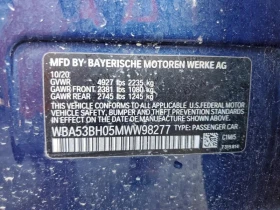 MFD BY: BAYERISCHE MOTOREN WERKE AG
10/20
GVWR 4927 lbs 2235 kg
GAWR FRONT: 2381 lbs 1080 kg
GAWR REAR: 2745 lbs 1245 kg
THIS VEHICLE CONFORMS TO ALL APPLICABLE U.S. FEDERAL MOTOR VEHICLE SAFETY, BUMPER AND THEFT PREVENTION STANDARDS IN EFFECT ON THE DATE OF MANUFACTURE SHOWN ABOVE.
WBA53BH05MWW98277 TYPE: PASSENGER CAR
C1M5